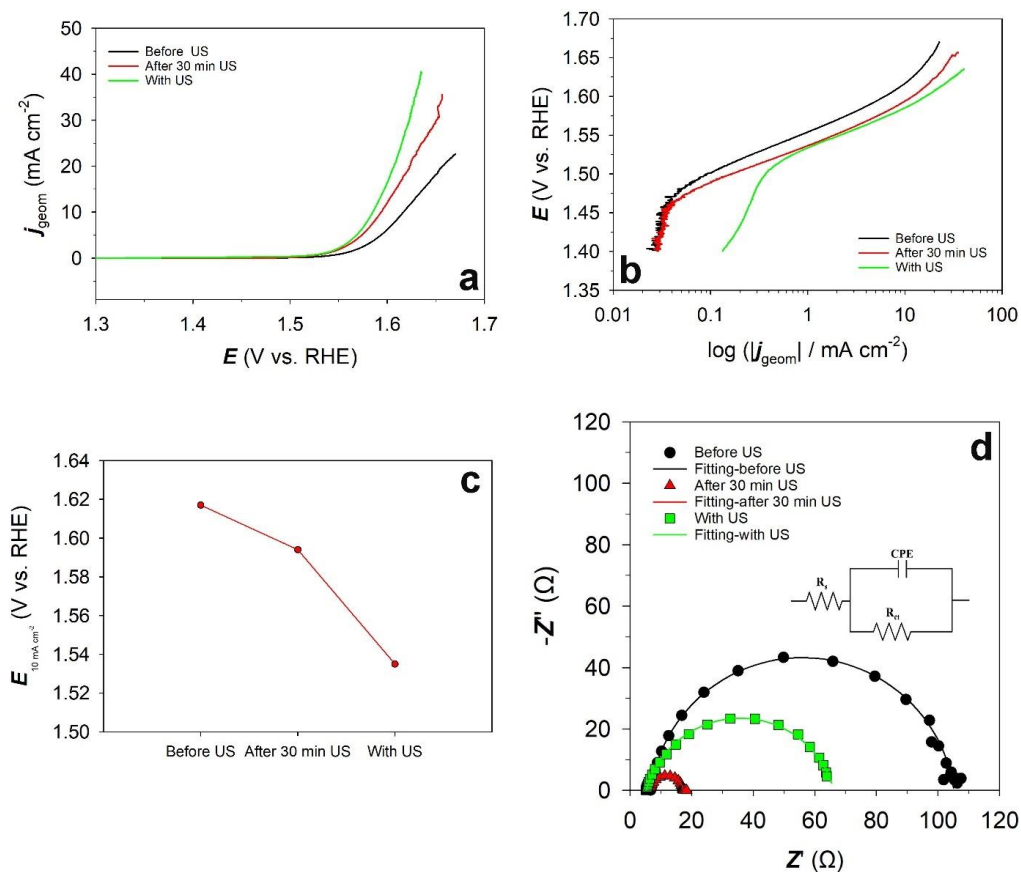 50
40
30
20
10
0
j_geom (mA cm⁻²)
Before US
After 30 min US
With US
a
1.3 1.4 1.5 1.6 1.7
E (V vs. RHE)
1.70
1.65
1.60
1.55
1.50
1.45
1.40
1.35
E (V vs. RHE)
Before US
After 30 min US
With US
b
0.01 0.1 1 10 100
log (|j_geom| / mA cm⁻²)
1.64
1.62
1.60
1.58
1.56
1.54
1.52
1.50
E_10 mA cm⁻² (V vs. RHE)
c
Before US After 30 min US With US
120
100
80
60
40
20
0
-Z'' (Ω)
d
Before US
Fitting-before US
After 30 min US
Fitting-after 30 min US
With US
Fitting-with US
CPE
R_s
R_ct
0 20 40 60 80 100 120
Z' (Ω)